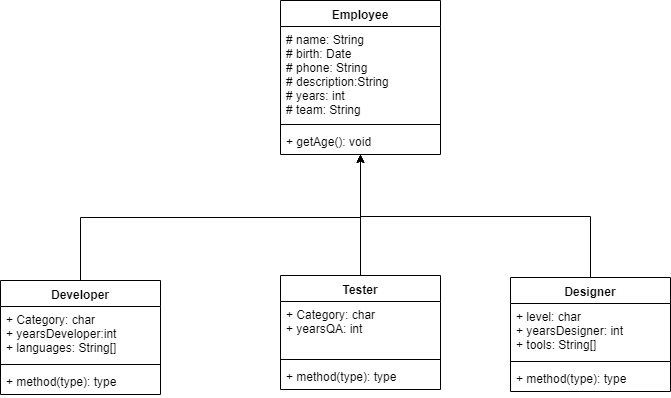 Employee
# name: String
# birth: Date
# phone: String
# description:String
# years: int
# team: String
+ getAge(): void
Developer
+ Category: char
+ yearsDeveloper:int
+ languages: String[]
+ method(type): type
Tester
+ Category: char
+ yearsQA: int
+ method(type): type
Designer
+ level: char
+ yearsDesigner: int
+ tools: String[]
+ method(type): type